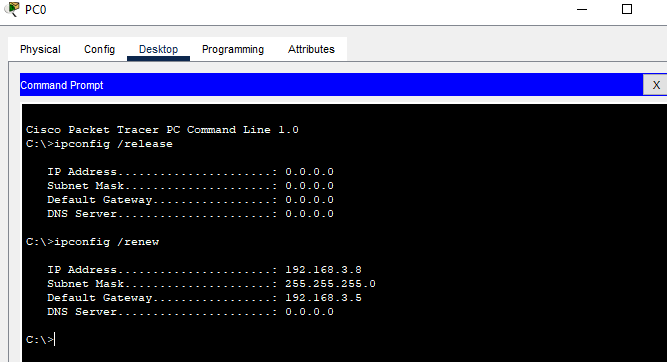 PC0
Physical Config Desktop Programming Attributes
Command Prompt
X
Cisco Packet Tracer PC Command Line 1.0
C:\>ipconfig /release
IP Address......................: 0.0.0.0
Subnet Mask.....................: 0.0.0.0
Default Gateway.................: 0.0.0.0
DNS Server......................: 0.0.0.0
C:\>ipconfig /renew
IP Address......................: 192.168.3.8
Subnet Mask.....................: 255.255.255.0
Default Gateway.................: 192.168.3.5
DNS Server......................: 0.0.0.0
C:\>